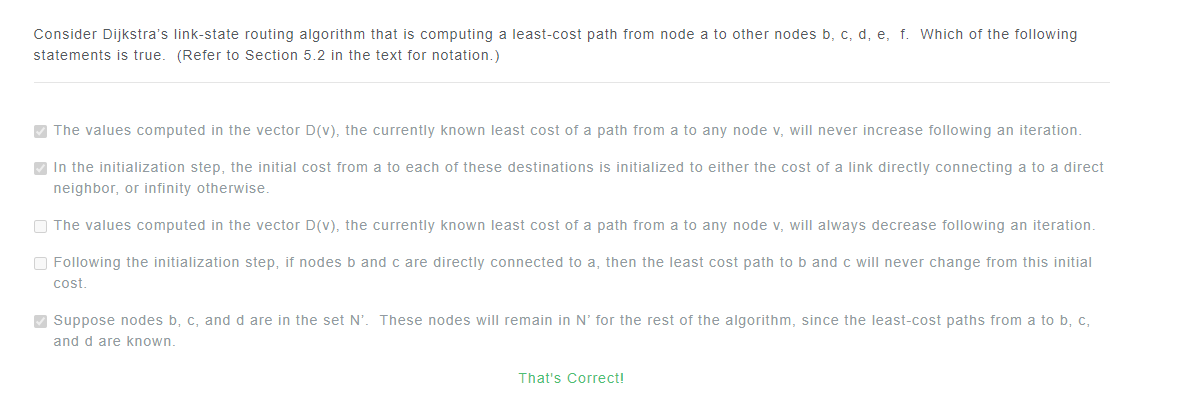 Consider Dijkstra's link-state routing algorithm that is computing a least-cost path from node a to other nodes b, c, d, e,  f.  Which of the following
statements is true.  (Refer to Section 5.2 in the text for notation.)
The values computed in the vector D(v), the currently known least cost of a path from a to any node v, will never increase following an iteration.
In the initialization step, the initial cost from a to each of these destinations is initialized to either the cost of a link directly connecting a to a direct
neighbor, or infinity otherwise.
The values computed in the vector D(v), the currently known least cost of a path from a to any node v, will always decrease following an iteration.
Following the initialization step, if nodes b and c are directly connected to a, then the least cost path to b and c will never change from this initial
cost.
Suppose nodes b, c, and d are in the set N'.  These nodes will remain in N' for the rest of the algorithm, since the least-cost paths from a to b, c,
and d are known.
That's Correct!